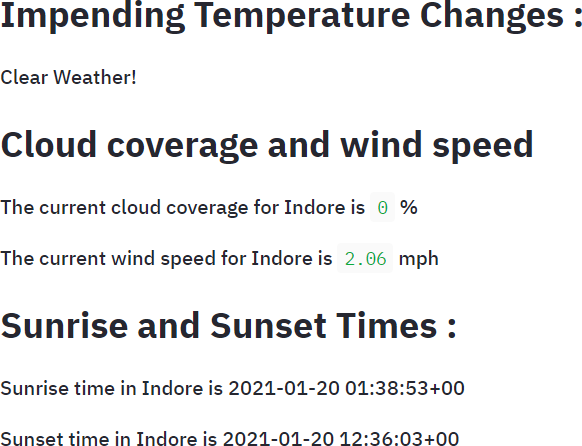 Impending Temperature Changes :
Clear Weather!
Cloud coverage and wind speed
The current cloud coverage for Indore is 0 %
The current wind speed for Indore is 2.06 mph
Sunrise and Sunset Times :
Sunrise time in Indore is 2021-01-20 01:38:53+00
Sunset time in Indore is 2021-01-20 12:36:03+00